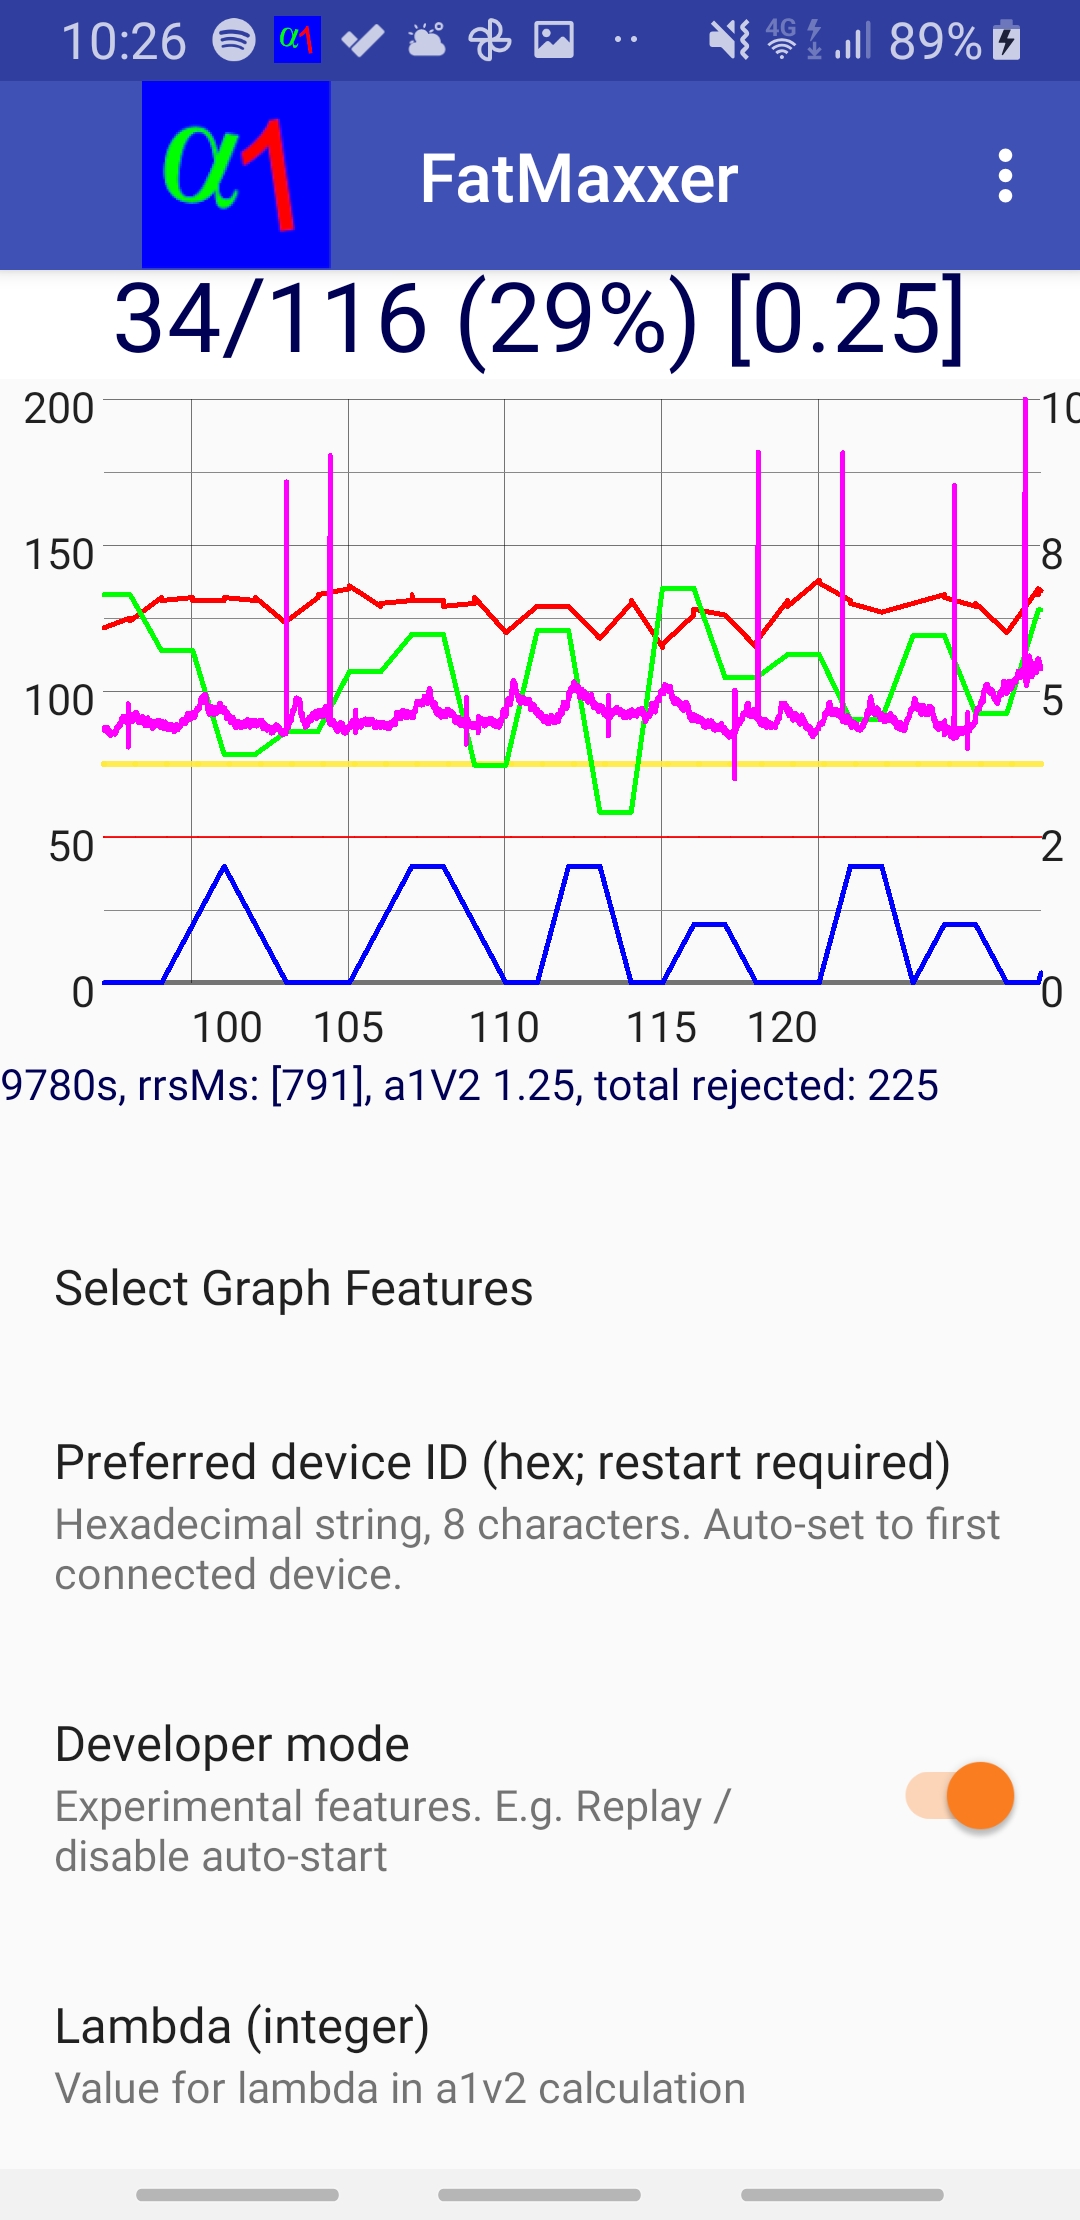 10:26 α1 4G 89%
α1 FatMaxxer
34/116 (29%) [0.25]
200 10
150 8
100 5
50 2
0 0
100 105 110 115 120
9780s, rrsMs: [791], a1V2 1.25, total rejected: 225
Select Graph Features
Preferred device ID (hex; restart required)
Hexadecimal string, 8 characters. Auto-set to first
connected device.
Developer mode
Experimental features. E.g. Replay /
disable auto-start
Lambda (integer)
Value for lambda in a1v2 calculation